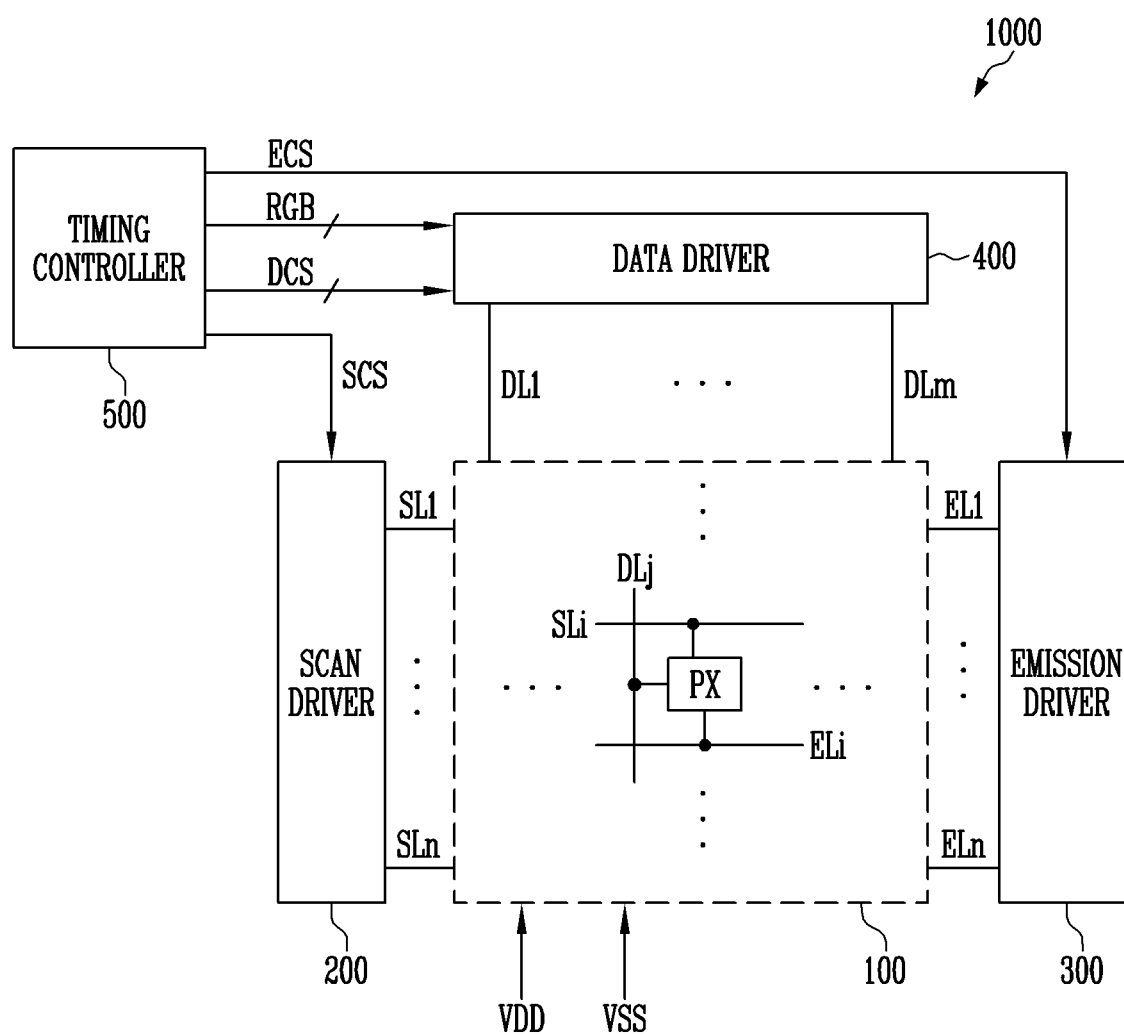 1000
ECS
RGB
DCS
TIMING
CONTROLLER
DATA DRIVER
400
SCS
500
DL1
. . .
DLm
SL1
EL1
DLj
SLi
SCAN
DRIVER
. . .
PX
. . .
EMISSION
DRIVER
ELi
SLn
ELn
200
100
300
VDD
VSS